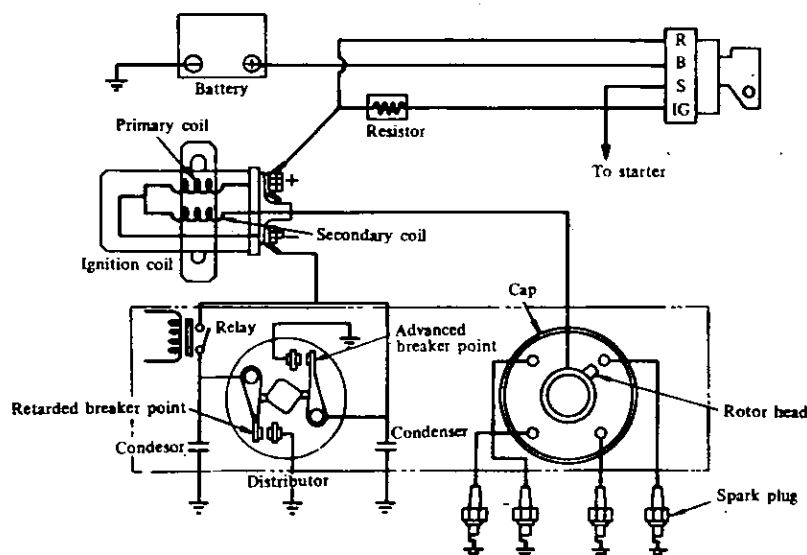 R
B
S
IG
Battery
Resistor
Primary coil
To starter
+
−
Secondary coil
Ignition coil
Cap
Relay
Advanced
breaker point
Retarded breaker point
Rotor head
Condesor
Condenser
Distributor
Spark plug